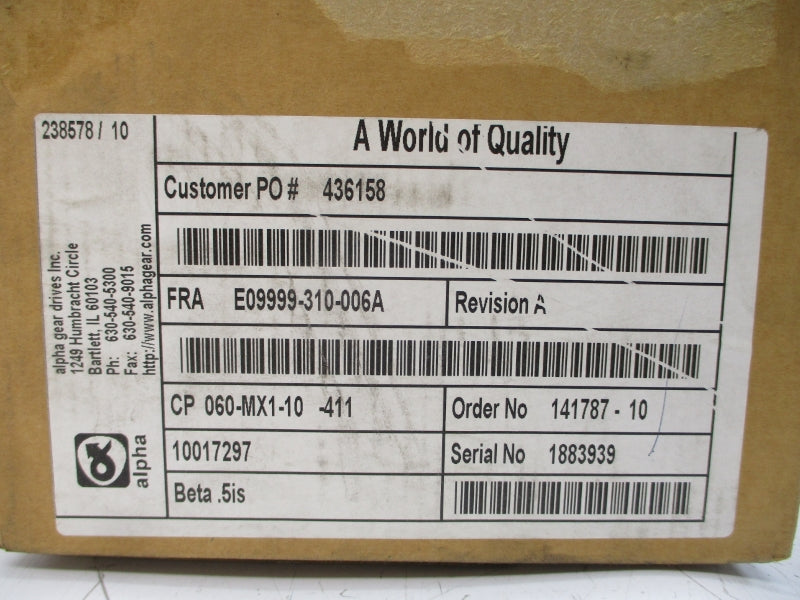 238578 / 10
A World of Quality
Customer PO # 436158
FRA E09999-310-006A
Revision A
CP 060-MX1-10 -411
Order No 141787 - 10
10017297
Serial No 1883939
Beta .5is
alpha gear drives Inc.
1249 Humbracht Circle
Bartlett, IL 60103
Ph: 630-540-5300
Fax: 630-540-9015
http://www.alphagear.com
alpha